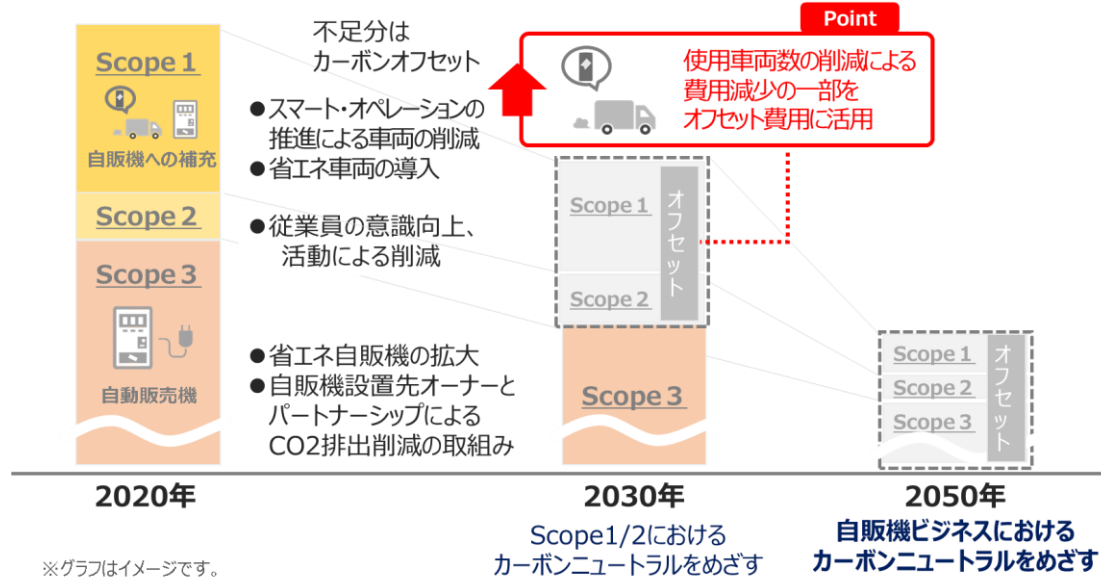 Scope 1
自販機への補充
Scope 2
Scope 3
自動販売機
不足分は
カーボンオフセット
●スマート・オペレーションの
推進による車両の削減
●省エネ車両の導入
●従業員の意識向上、
活動による削減
●省エネ自販機の拡大
●自販機設置先オーナーと
パートナーシップによる
CO2排出削減の取組み
Point
使用車両数の削減による
費用減少の一部を
オフセット費用に活用
Scope 1
Scope 2
オフセット
Scope 3
Scope 1
Scope 2
Scope 3
オフセット
2020年
2030年
2050年
Scope1/2における
カーボンニュートラルをめざす
自販機ビジネスにおける
カーボンニュートラルをめざす
※グラフはイメージです。